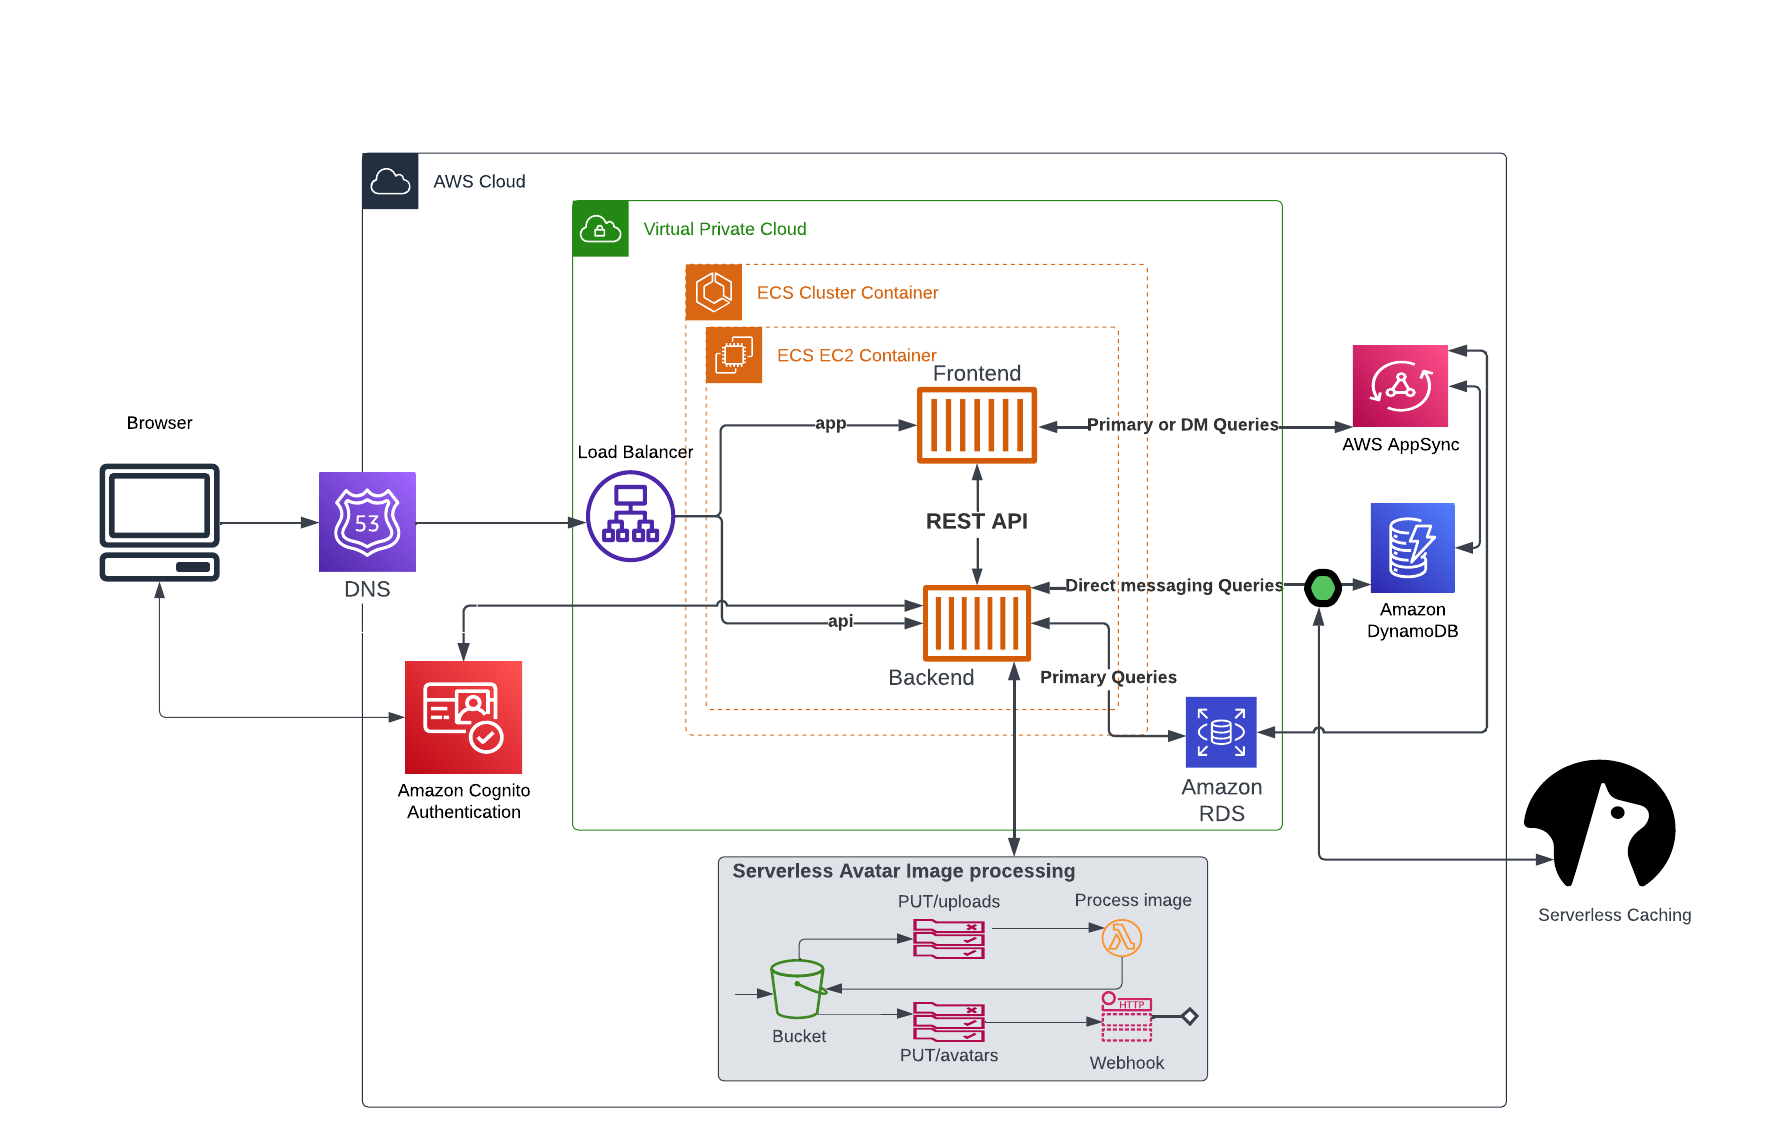 AWS Cloud
Virtual Private Cloud
ECS Cluster Container
ECS EC2 Container
Frontend
Browser
app
Primary or DM Queries
AWS AppSync
Load Balancer
53
REST API
DNS
Direct messaging Queries
Amazon
DynamoDB
api
Backend
Primary Queries
Amazon Cognito
Authentication
Amazon
RDS
Serverless Avatar Image processing
PUT/uploads
Process image
Serverless Caching
HTTP
Bucket
PUT/avatars
Webhook